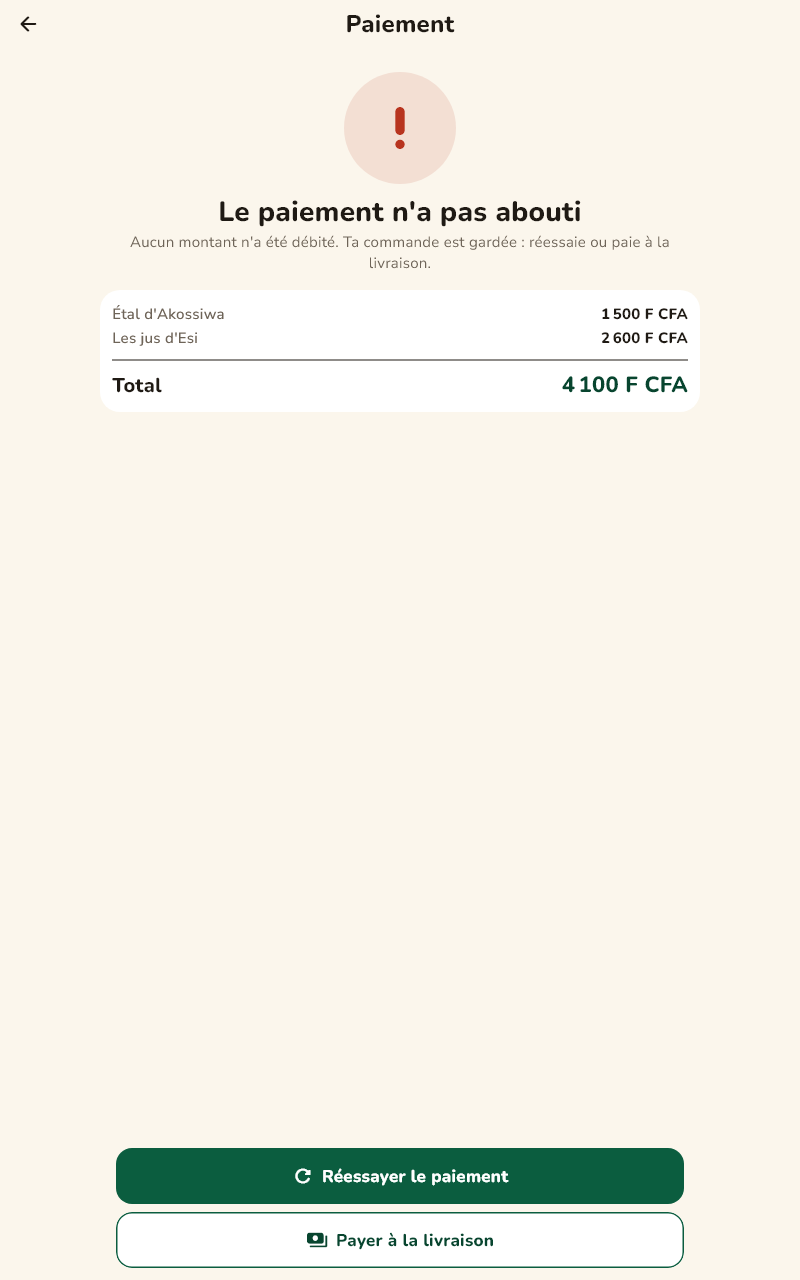 Paiement
Le paiement n'a pas abouti
Aucun montant n'a été débité. Ta commande est gardée : réessaie ou paie à la
livraison.
Étal d'Akossiwa 1 500 F CFA
Les jus d'Esi 2 600 F CFA
Total 4 100 F CFA
Réessayer le paiement
Payer à la livraison